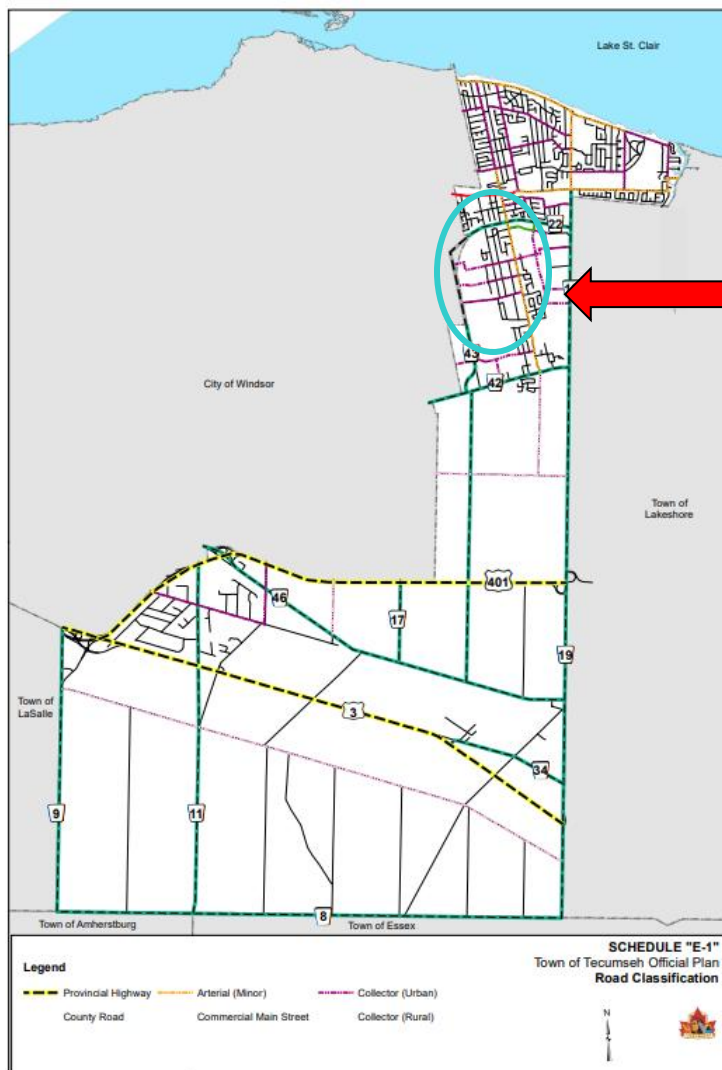 Lake St. Clair
22
43
42
City of Windsor
Town of
Lakeshore
401
46
17
19
Town of
LaSalle
3
34
9
11
8
Town of Amherstburg
Town of Essex
SCHEDULE "E-1"
Town of Tecumseh Official Plan
Road Classification
Legend
Provincial Highway
Arterial (Minor)
Collector (Urban)
County Road
Commercial Main Street
Collector (Rural)
N